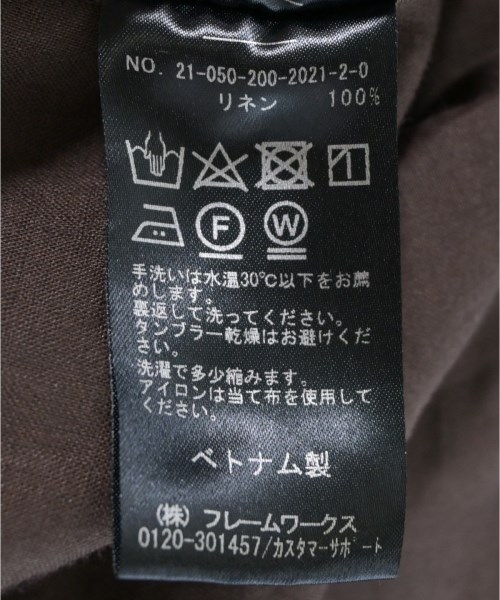 NO. 21-050-200-2021-2-0
リネン 100%
F W
手洗いは水温30℃以下をお薦
めします。
裏返して洗ってください。
タンブラー乾燥はお避けくだ
さい。
洗濯で多少縮みます。
アイロンは当て布を使用して
ください。
ベトナム製
(株) フレームワークス
0120-301457/カスタマーサポート